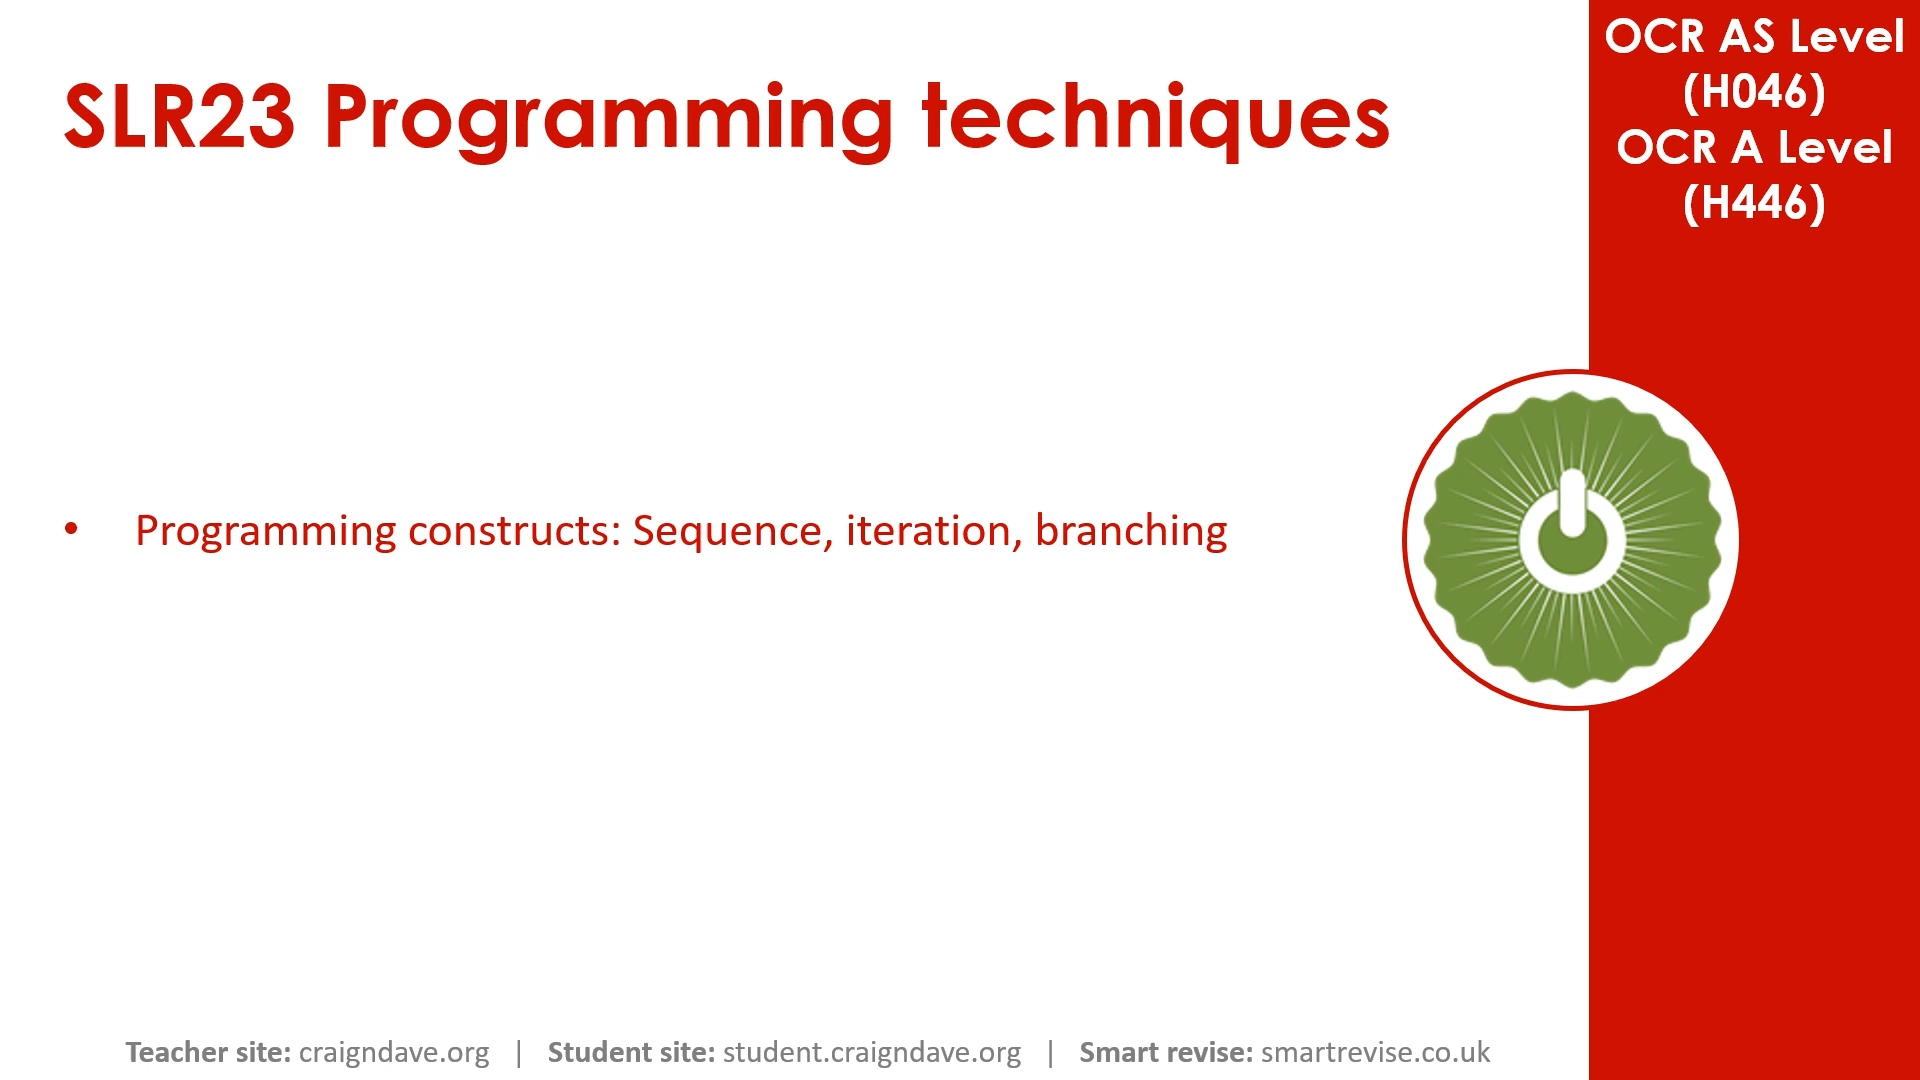 SLR23 Programming techniques
OCR AS Level
(H046)
OCR A Level
(H446)
• Programming constructs: Sequence, iteration, branching
Teacher site: craigndave.org | Student site: student.craigndave.org | Smart revise: smartrevise.co.uk